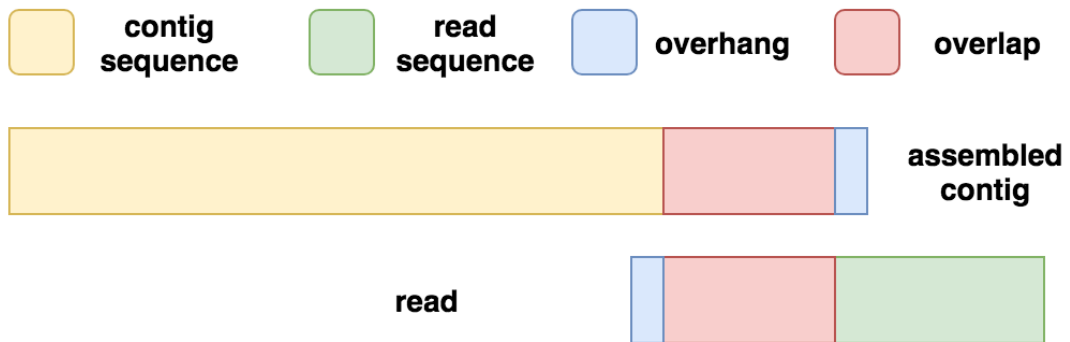 contig
sequence
read
sequence
overhang
overlap
assembled
contig
read